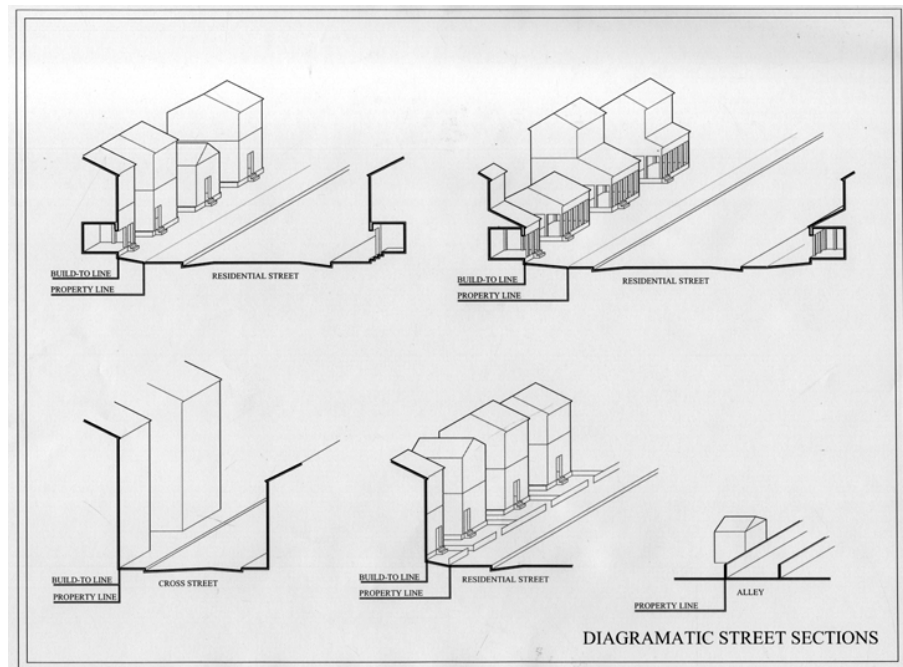 BUILD-TO LINE
RESIDENTIAL STREET
PROPERTY LINE
BUILD-TO LINE
RESIDENTIAL STREET
PROPERTY LINE
BUILD-TO LINE
CROSS STREET
PROPERTY LINE
BUILD-TO LINE
RESIDENTIAL STREET
PROPERTY LINE
ALLEY
PROPERTY LINE
DIAGRAMATIC STREET SECTIONS